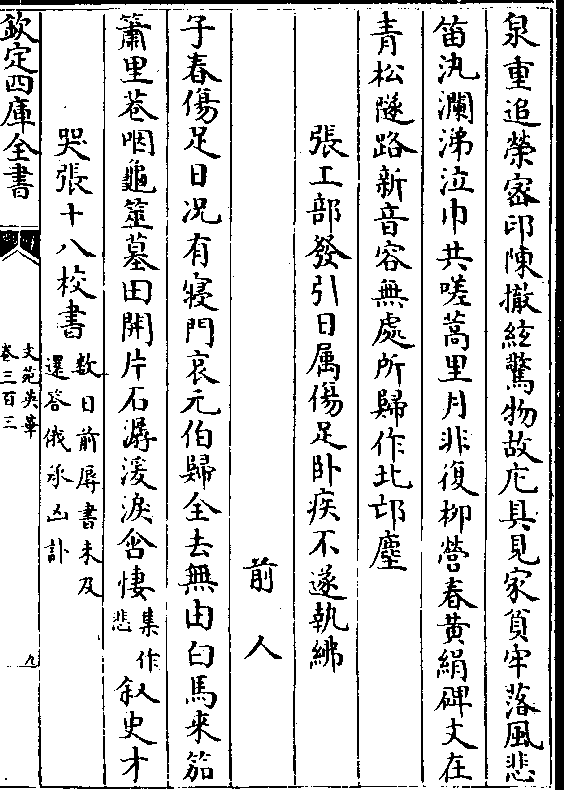 泉重追榮密印陳撤絃驚物故庀具見家貧牢落風悲
笛汍瀾涕泣巾共嗟蒿里月非復栁營春黄絹碑文在
青松隧路新音容無處所歸作北邙塵
張工部發引日属傷足卧疾不遂執紼
前人
子春傷足日况有寢門哀元伯歸全去無由白馬來笳
簫里巷咽龜筮墓田開片石潺湲淚含悽集作悲叙史才
哭張十八校書數日前辱書未及還答俄承凶訃
欽定四庫全書
文苑英華
卷三百三
九